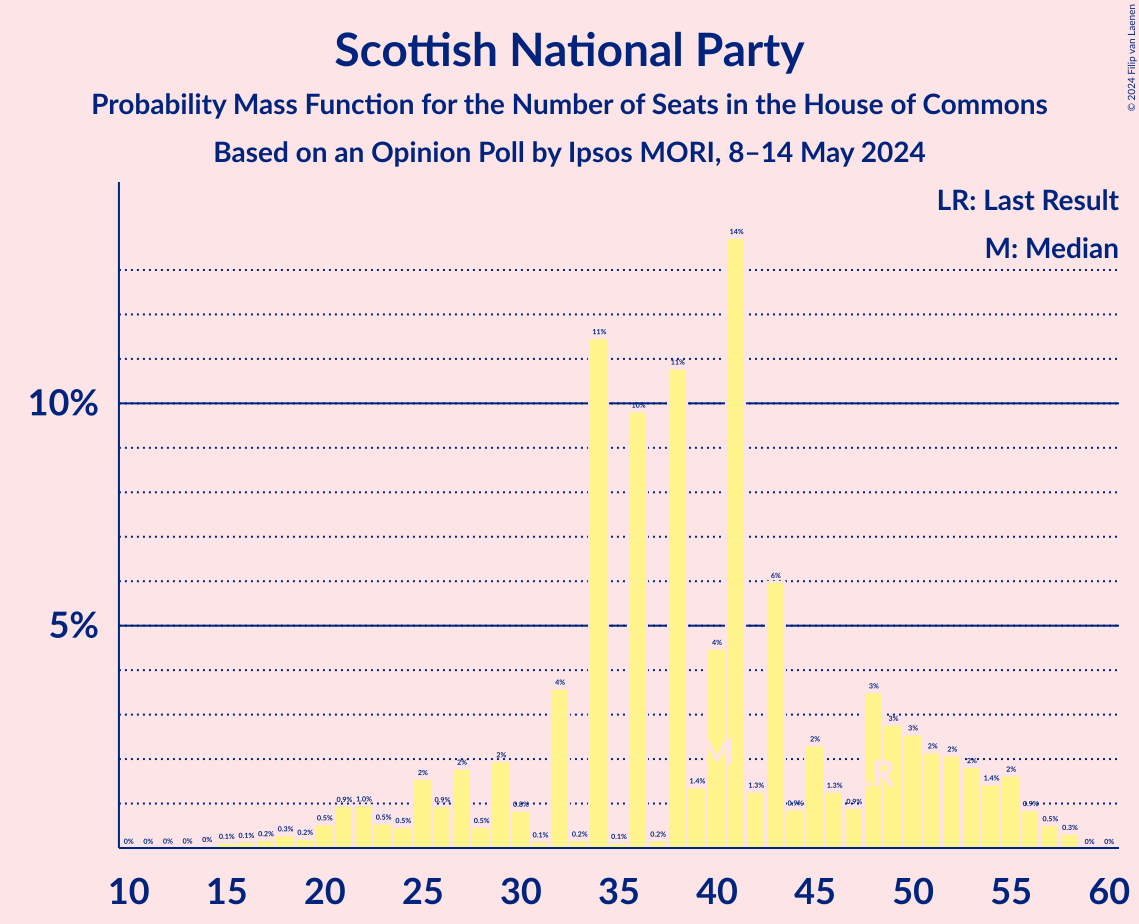 © 2024 Filip van Laenen
Scottish National Party
Probability Mass Function for the Number of Seats in the House of Commons
Based on an Opinion Poll by Ipsos MORI, 8–14 May 2024
LR: Last Result
M: Median
10%
5%
0% 0% 0% 0% 0% 0.1% 0.1% 0.2% 0.3% 0.2% 0.5% 0.9% 1.0% 0.5% 0.5% 2% 0.9% 2% 0.5% 2% 0.8% 0.1% 4% 0.2% 11% 0.1% 10% 0.2% 11% 1.4% 4% 14% 1.3% 6% 0.9% 2% 1.3% 0.9% 3% 3% 3% 2% 2% 2% 1.4% 2% 0.9% 0.5% 0.3% 0% 0%
M
LR
10 15 20 25 30 35 40 45 50 55 60